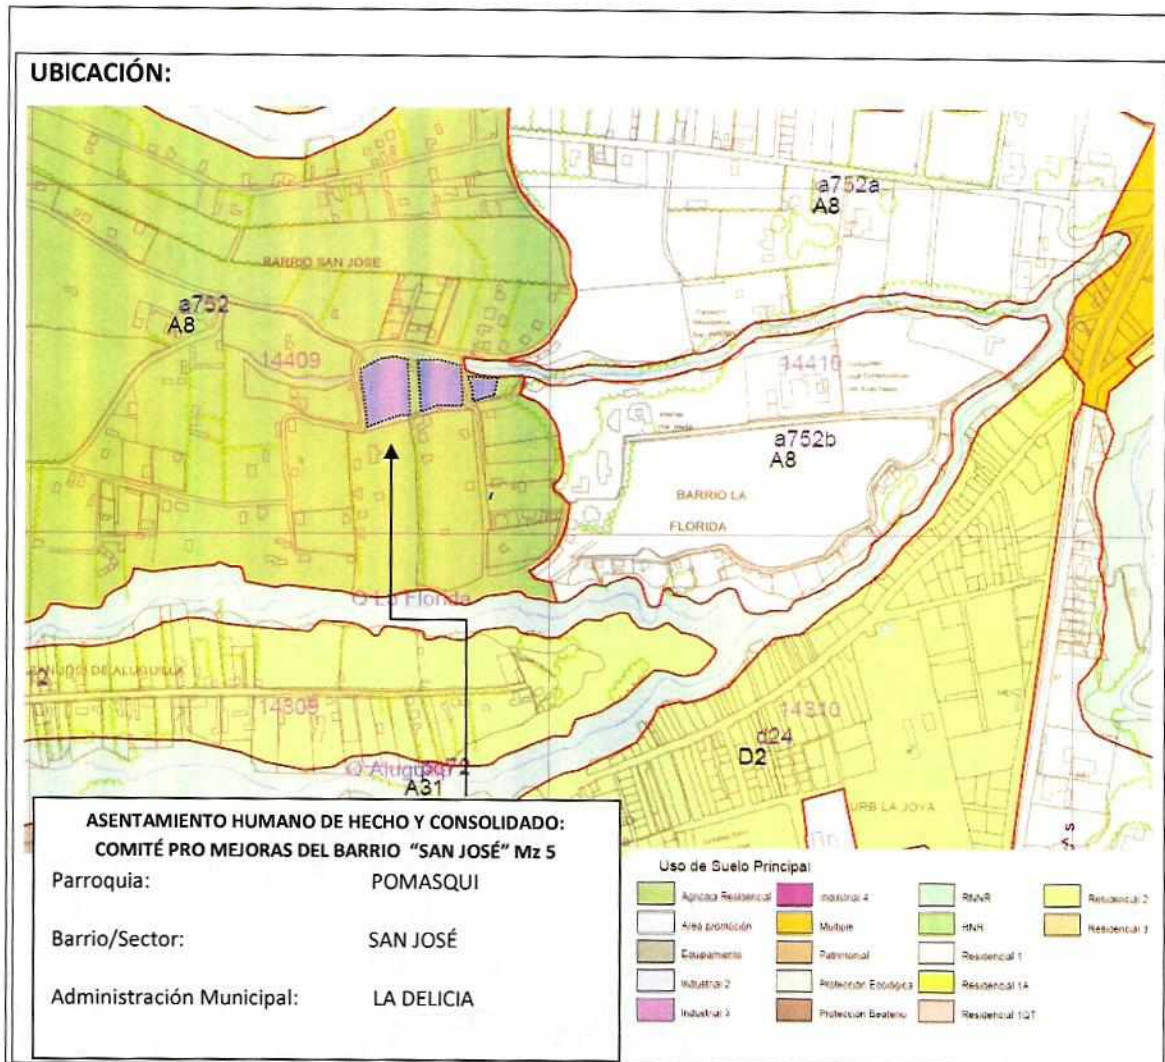 UBICACIÓN:
a752a
A8
BARRIO SAN JOSE
a752
A8
14409
14410
a752b
A8
BARRIO LA
FLORIDA
Q La Florida
14309
14310
d24
D2
A31
URB LA JOYA
ASENTAMIENTO HUMANO DE HECHO Y CONSOLIDADO:
COMITÉ PRO MEJORAS DEL BARRIO "SAN JOSÉ" Mz 5
Parroquia: POMASQUI
Barrio/Sector: SAN JOSÉ
Administración Municipal: LA DELICIA
Uso de Suelo Principal
Agricola Residencial
Industrial 4
RNNR
Residencial 2
Area promoción
Multiple
RNR
Residencial 3
Equipamiento
Patrimonial
Residencial 1
Industrial 2
Protección Ecológica
Residencial 1A
Industrial 3
Protección Beaterio
Residencial 1QT